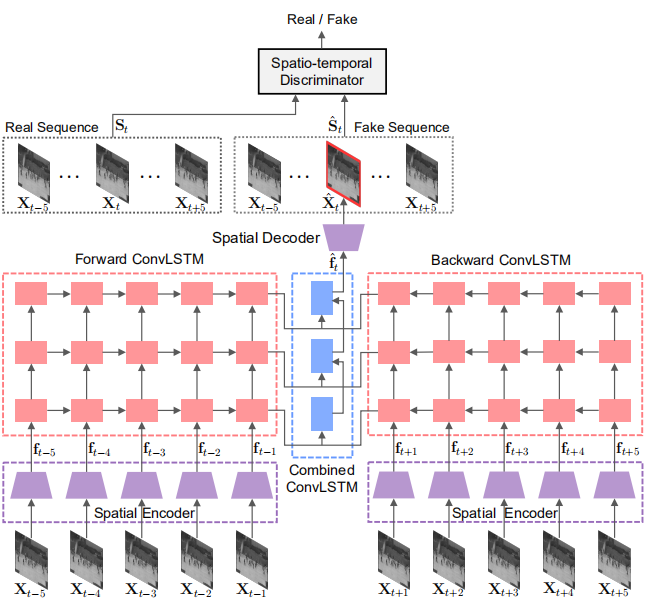 Real / Fake
Spatio-temporal
Discriminator
Real Sequence
S_t
Ŝ_t
Fake Sequence
X_{t−5} ... X_t ... X_{t+5}
X_{t−5} ... X̂_t ... X_{t+5}
Spatial Decoder
f̂_t
Forward ConvLSTM
Backward ConvLSTM
f_{t−5} f_{t−4} f_{t−3} f_{t−2} f_{t−1}
f_{t+1} f_{t+2} f_{t+3} f_{t+4} f_{t+5}
Combined
ConvLSTM
Spatial Encoder
Spatial Encoder
X_{t−5} X_{t−4} X_{t−3} X_{t−2} X_{t−1}
X_{t+1} X_{t+2} X_{t+3} X_{t+4} X_{t+5}